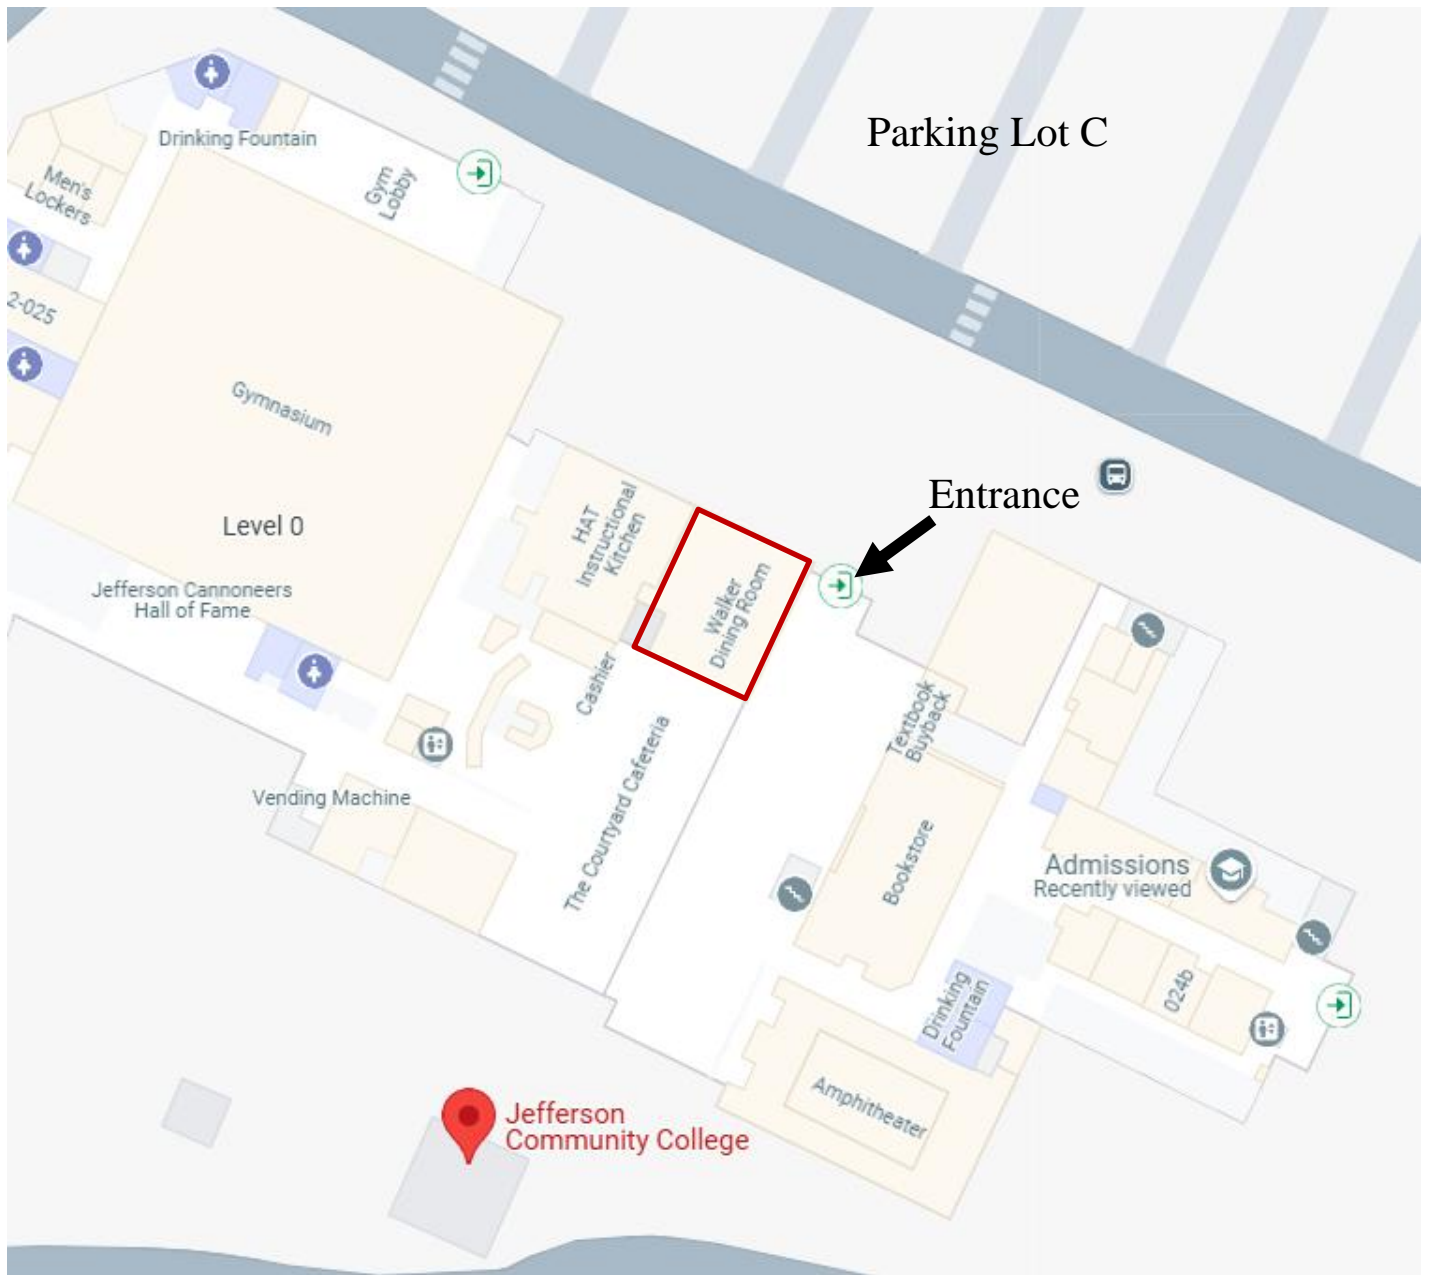 Parking Lot C
Drinking Fountain
Gym
Lobby
Men's
Lockers
2-025
Gymnasium
Entrance
HAT
Instructional
Kitchen
Level 0
Walker
Dining Room
Jefferson Cannoneers
Hall of Fame
Cashier
Textbook
Buyback
Vending Machine
The Courtyard Cafeteria
Bookstore
Admissions
Recently viewed
024b
Drinking
Fountain
Amphitheater
Jefferson
Community College